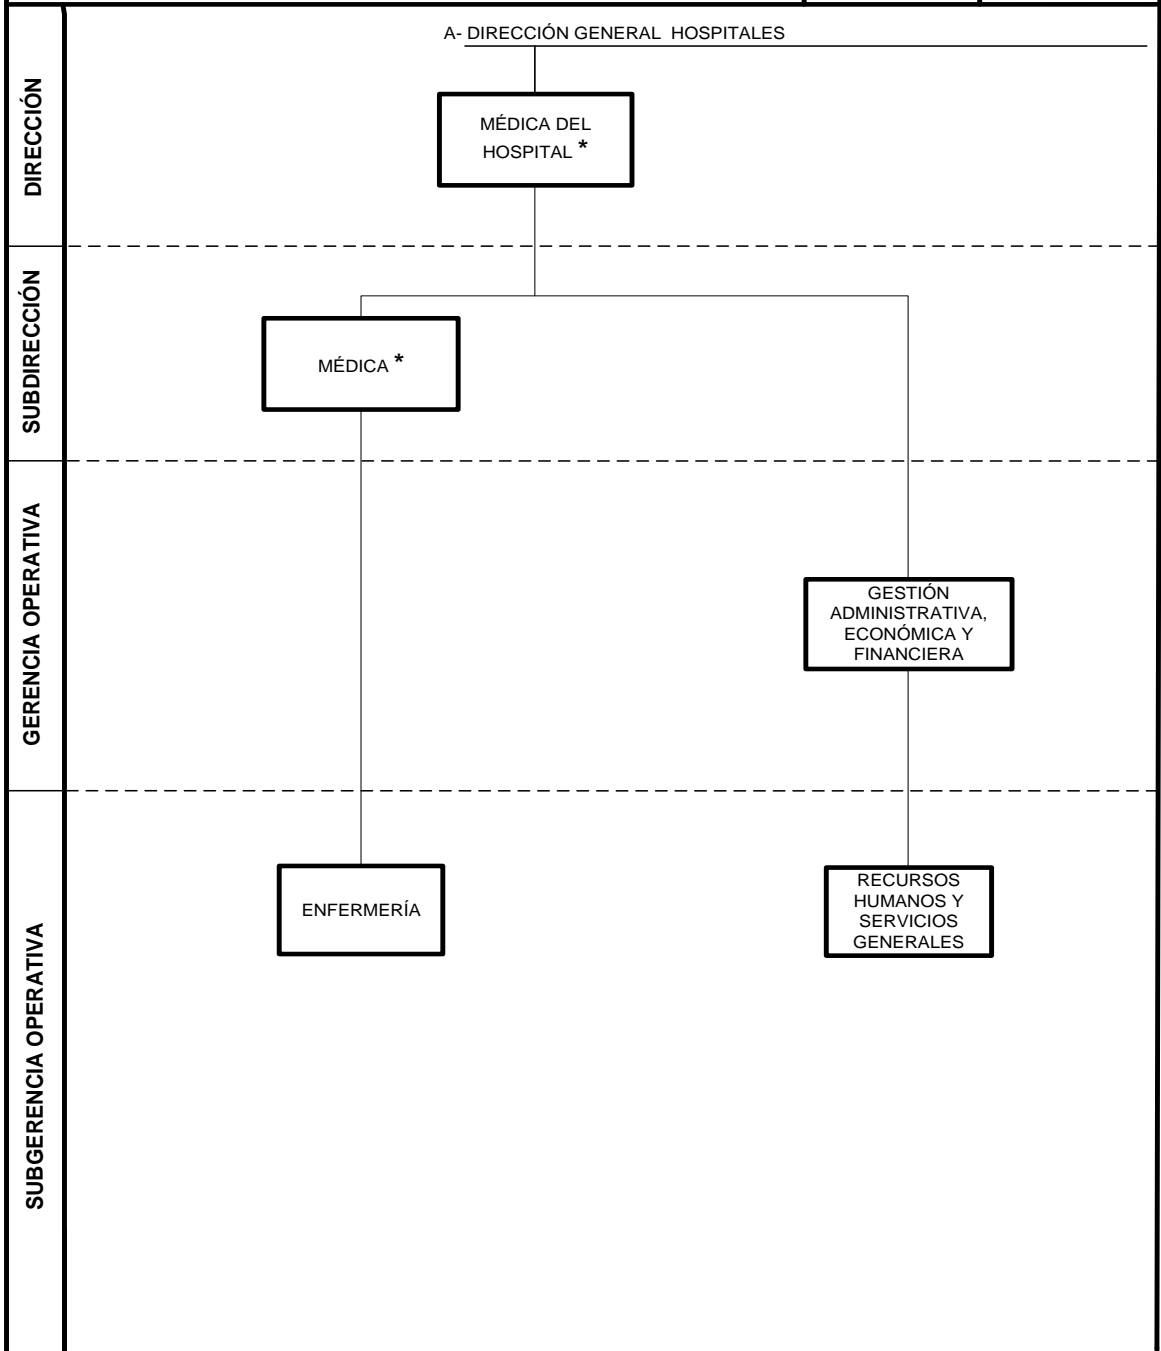 A- DIRECCIÓN GENERAL HOSPITALES
DIRECCIÓN
MÉDICA DEL
HOSPITAL *
SUBDIRECCIÓN
MÉDICA *
GERENCIA OPERATIVA
GESTIÓN
ADMINISTRATIVA,
ECONÓMICA Y
FINANCIERA
SUBGERENCIA OPERATIVA
ENFERMERÍA
RECURSOS
HUMANOS Y
SERVICIOS
GENERALES